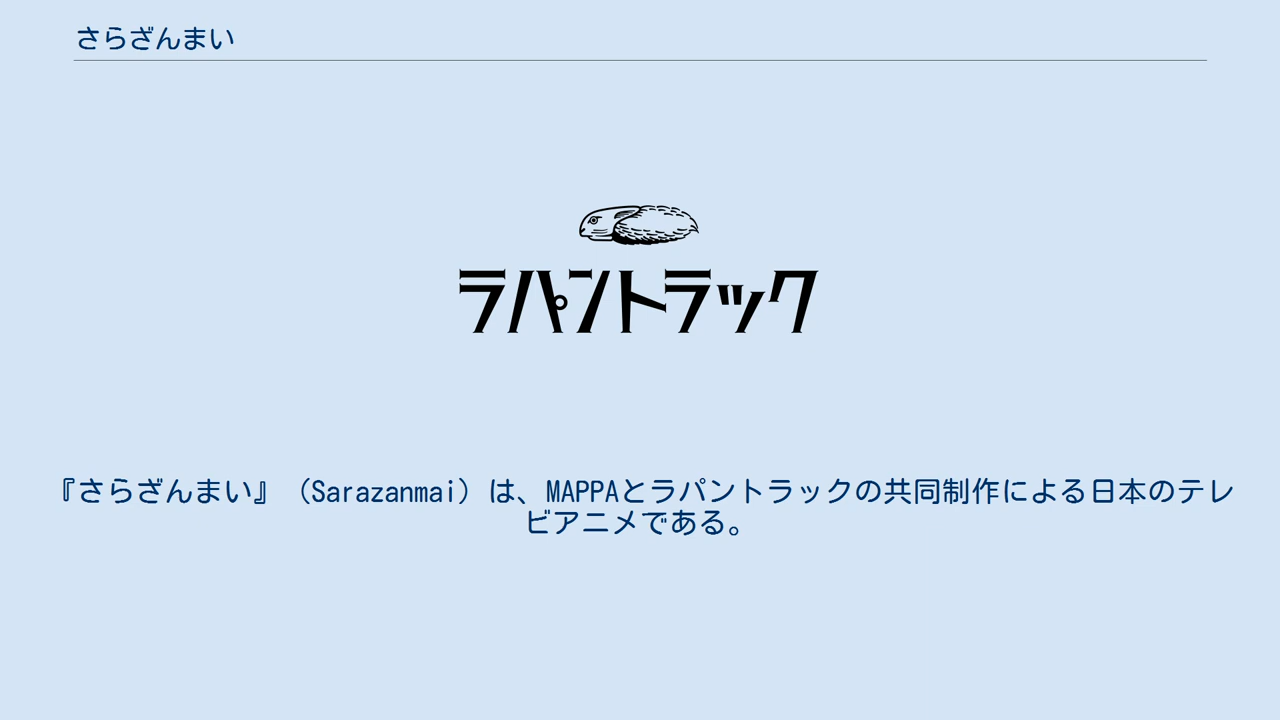 さらざんまい
ラパントラック
『さらざんまい』（Sarazanmai）は、MAPPAとラパントラックの共同制作による日本のテレ
ビアニメである。